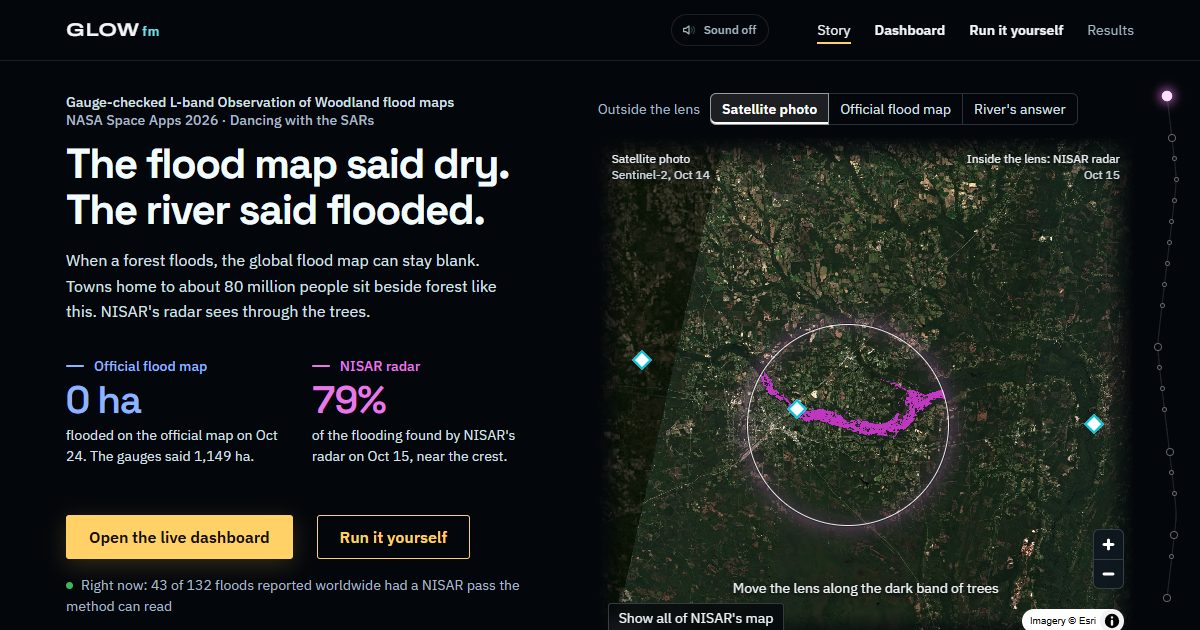 GLOW fm
Sound off
Story
Dashboard
Run it yourself
Results
Gauge-checked L-band Observation of Woodland flood maps
NASA Space Apps 2026 · Dancing with the SARs
The flood map said dry.
The river said flooded.
When a forest floods, the global flood map can stay blank.
Towns home to about 80 million people sit beside forest like
this. NISAR's radar sees through the trees.
Official flood map
0 ha
flooded on the official map on Oct
24. The gauges said 1,149 ha.
NISAR radar
79%
of the flooding found by NISAR's
radar on Oct 15, near the crest.
Open the live dashboard
Run it yourself
Right now: 43 of 132 floods reported worldwide had a NISAR pass the
method can read
Outside the lens
Satellite photo
Official flood map
River's answer
Satellite photo
Sentinel-2, Oct 14
Inside the lens: NISAR radar
Oct 15
+
−
Move the lens along the dark band of trees
Show all of NISAR's map
Imagery © Esri